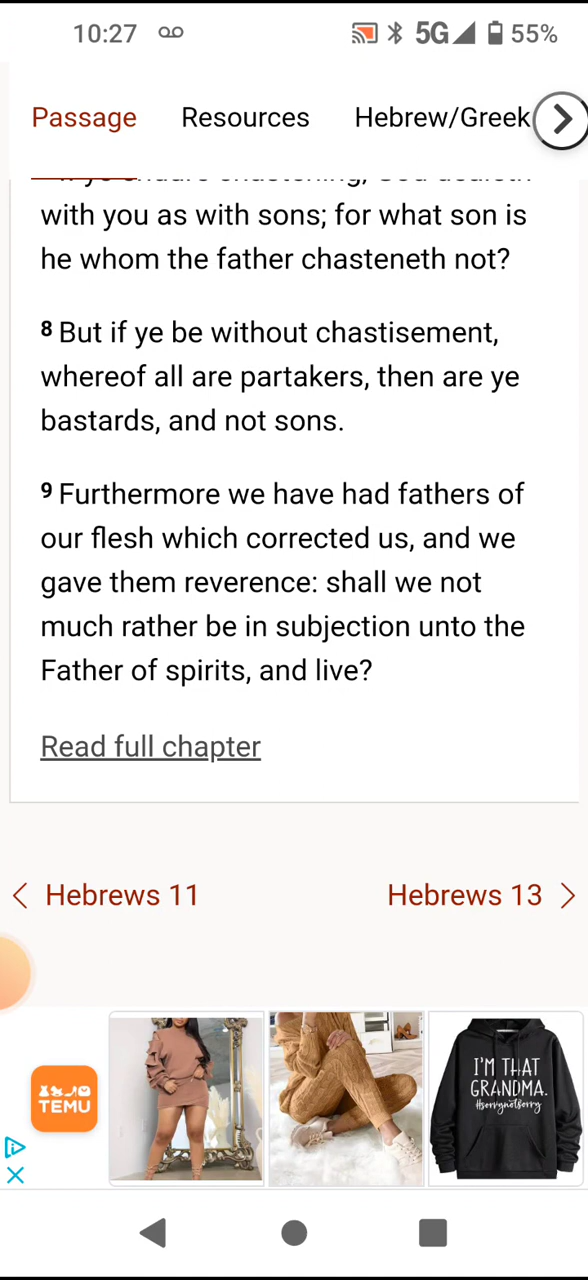 10:27 5G 55%
Passage Resources Hebrew/Greek
with you as with sons; for what son is
he whom the father chasteneth not?
8 But if ye be without chastisement,
whereof all are partakers, then are ye
bastards, and not sons.
9 Furthermore we have had fathers of
our flesh which corrected us, and we
gave them reverence: shall we not
much rather be in subjection unto the
Father of spirits, and live?
Read full chapter
Hebrews 11 Hebrews 13
TEMU
I'M THAT
GRANDMA.
#sorrynotsorry